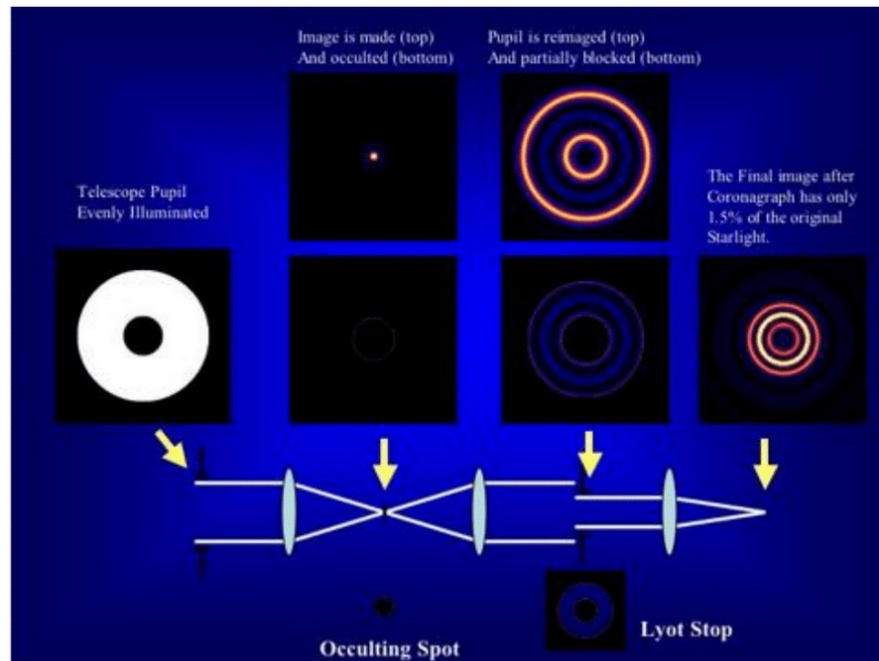 Image is made (top)
And occulted (bottom)
Pupil is reimaged (top)
And partially blocked (bottom)
Telescope Pupil
Evenly Illuminated
The Final image after
Coronagraph has only
1.5% of the original
Starlight.
Occulting Spot
Lyot Stop